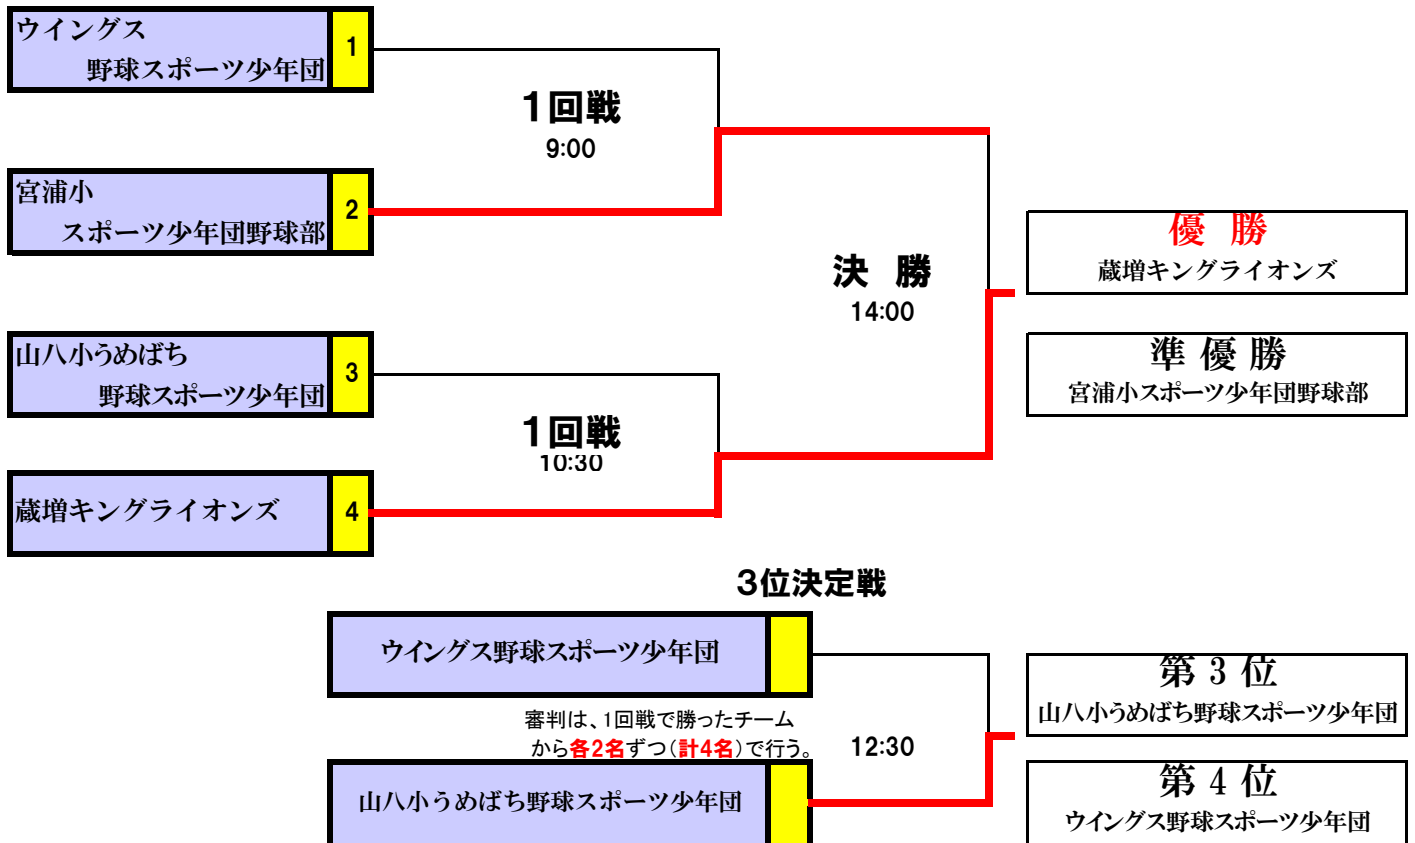 ウイングス
野球スポーツ少年団
1
1回戦
9:00
宮浦小
スポーツ少年団野球部
2
決 勝
14:00
優 勝
蔵増キングライオンズ
準 優 勝
宮浦小スポーツ少年団野球部
山八小うめばち
野球スポーツ少年団
3
1回戦
10:30
蔵増キングライオンズ
4
3位決定戦
ウイングス野球スポーツ少年団
審判は、1回戦で勝ったチーム
から各2名ずつ(計4名)で行う。
12:30
山八小うめばち野球スポーツ少年団
第 3 位
山八小うめばち野球スポーツ少年団
第 4 位
ウイングス野球スポーツ少年団